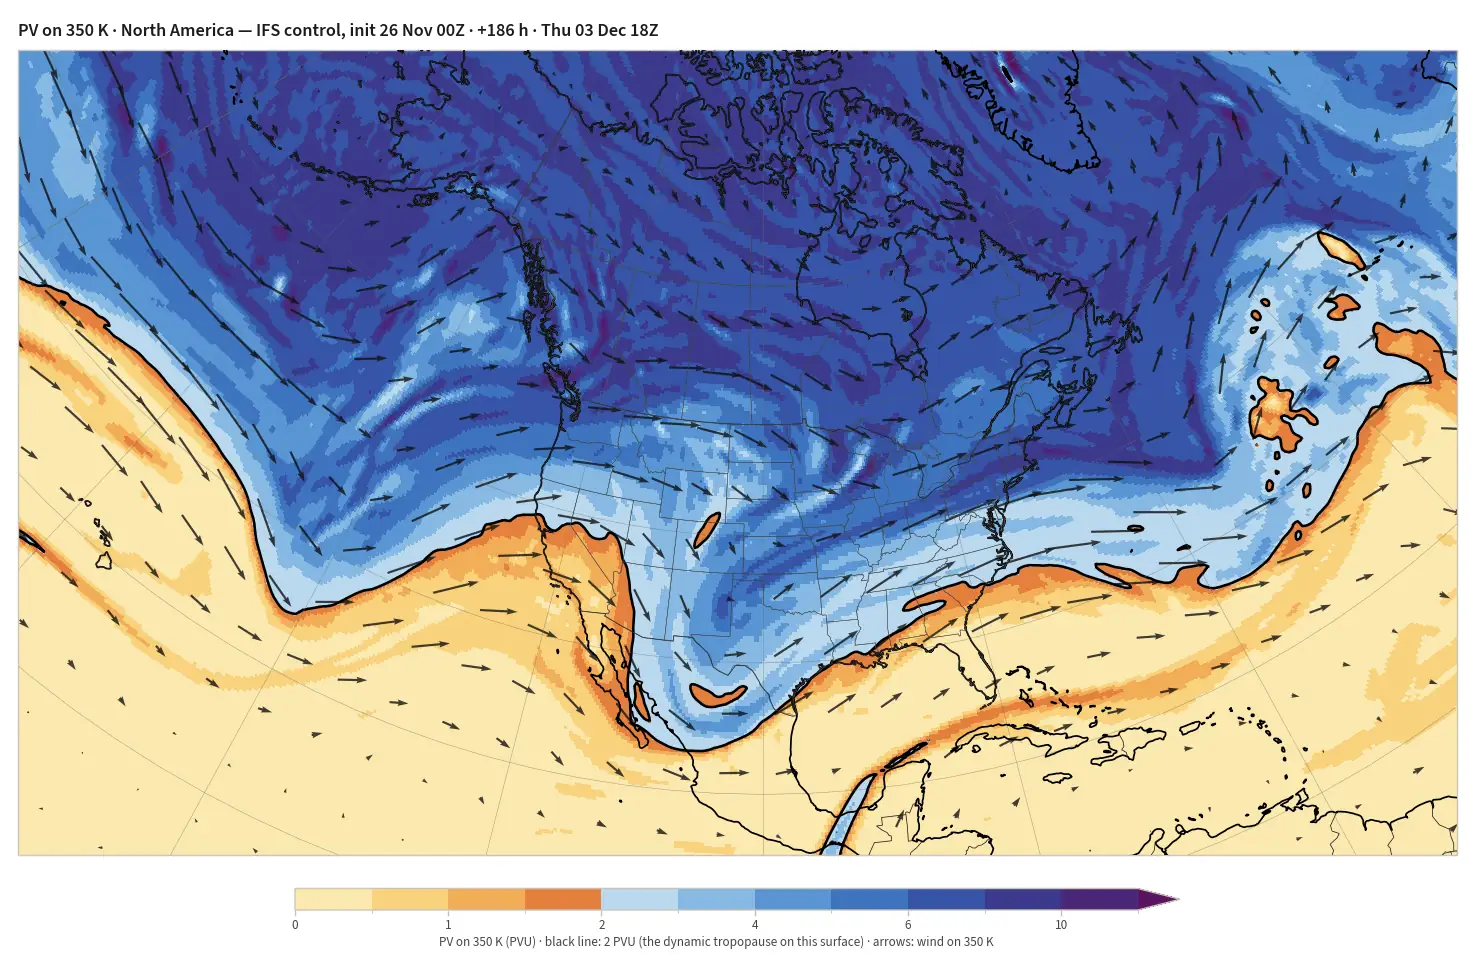 PV on 350 K · North America — IFS control, init 26 Nov 00Z · +186 h · Thu 03 Dec 18Z
0 1 2 4 6 10
PV on 350 K (PVU) · black line: 2 PVU (the dynamic tropopause on this surface) · arrows: wind on 350 K